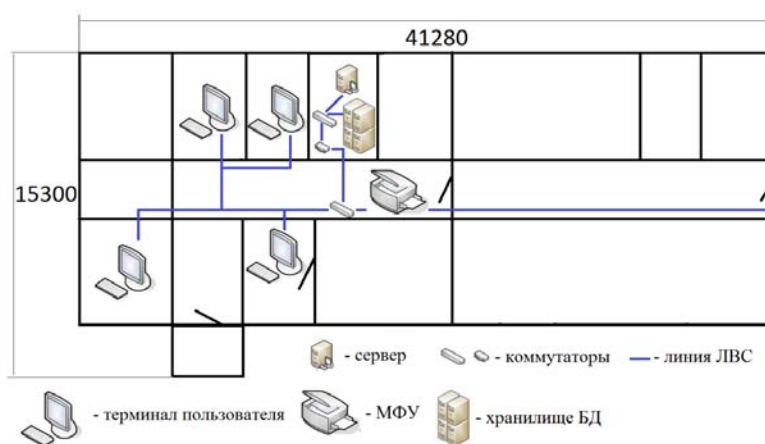 41280
15300
- сервер
- коммутаторы
- линия ЛВС
- терминал пользователя
- МФУ
- хранилище БД